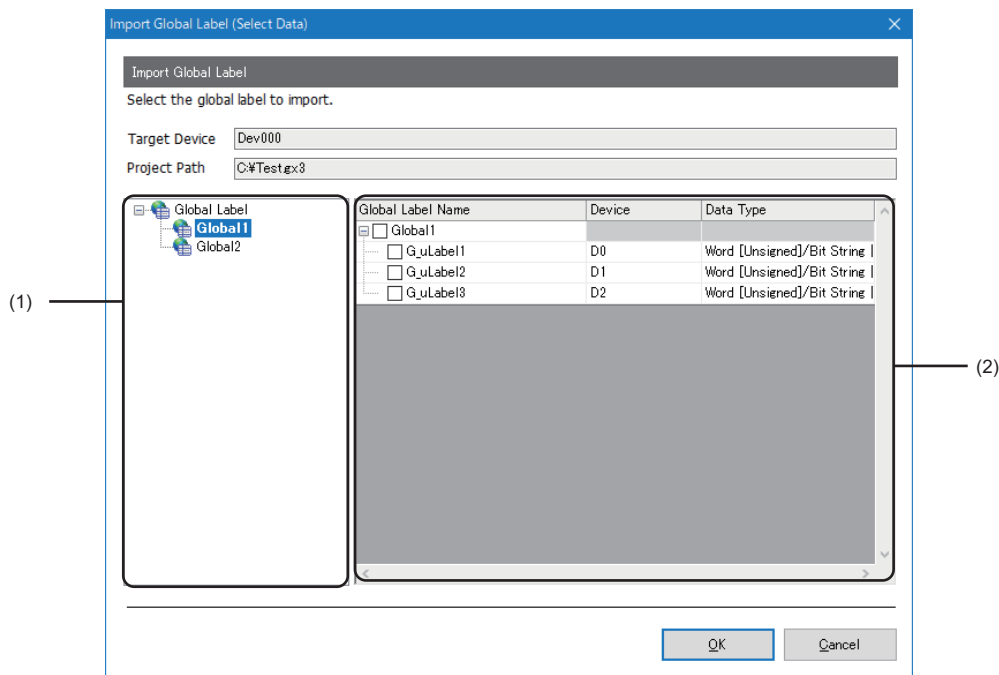 Import Global Label (Select Data)
Import Global Label
Select the global label to import.
Target Device Dev000
Project Path C:¥Test.gx3
Global Label
Global1
Global2
Global Label Name Device Data Type
Global1
G_uLabel1 D0 Word [Unsigned]/Bit String [
G_uLabel2 D1 Word [Unsigned]/Bit String [
G_uLabel3 D2 Word [Unsigned]/Bit String [
(1)
(2)
OK Cancel